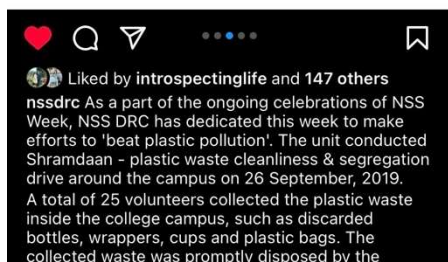 Liked by introspectinglife and 147 others
nssdrc As a part of the ongoing celebrations of NSS
Week, NSS DRC has dedicated this week to make
efforts to 'beat plastic pollution'. The unit conducted
Shramdaan - plastic waste cleanliness & segregation
drive around the campus on 26 September, 2019.
A total of 25 volunteers collected the plastic waste
inside the college campus, such as discarded
bottles, wrappers, cups and plastic bags. The
collected waste was promptly disposed by the